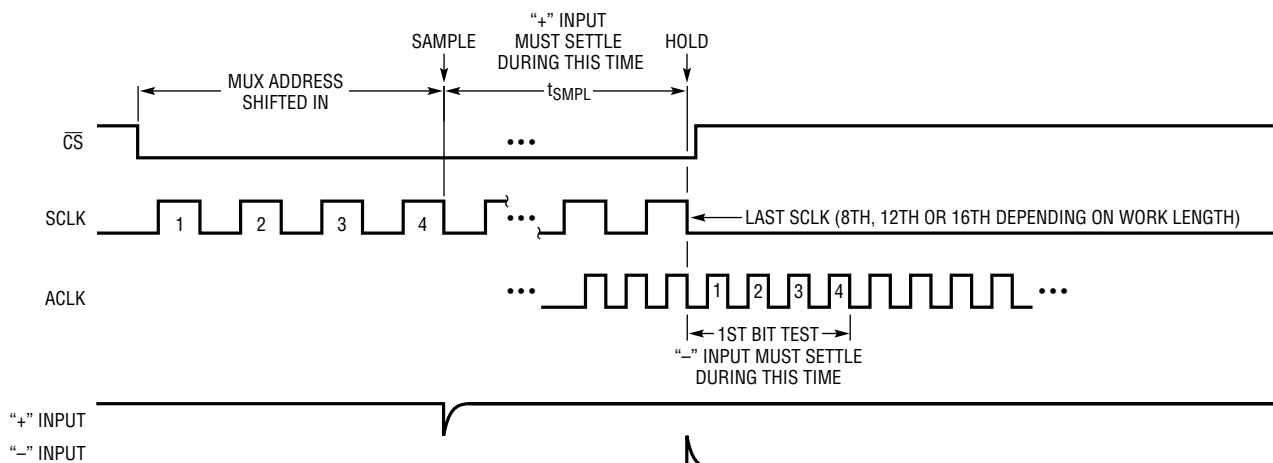 “+” INPUT
MUST SETTLE
DURING THIS TIME
SAMPLE
HOLD
MUX ADDRESS
SHIFTED IN
tSMPL
CS
•••
SCLK
1 2 3 4
•••
LAST SCLK (8TH, 12TH OR 16TH DEPENDING ON WORK LENGTH)
ACLK
•••
1 2 3 4
•••
1ST BIT TEST
“–” INPUT MUST SETTLE
DURING THIS TIME
“+” INPUT
“–” INPUT